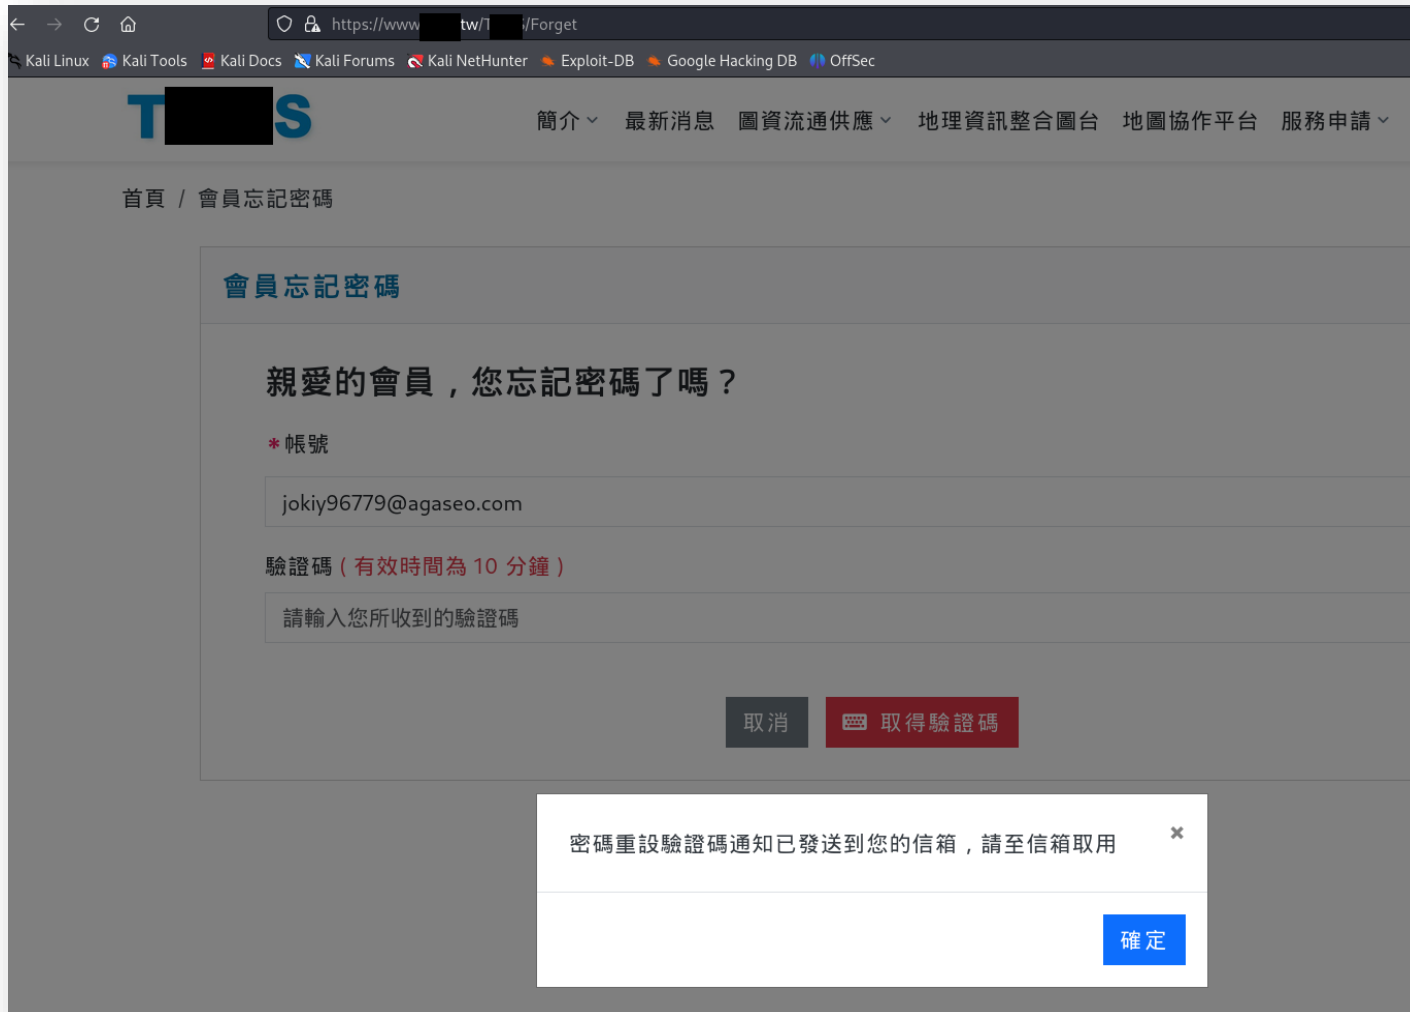 https://www tw/T /Forget
Kali Linux Kali Tools Kali Docs Kali Forums Kali NetHunter Exploit-DB Google Hacking DB OffSec
T S
簡介 最新消息 圖資流通供應 地理資訊整合圖台 地圖協作平台 服務申請
首頁 / 會員忘記密碼
會員忘記密碼
親愛的會員，您忘記密碼了嗎？
*帳號
jokiy96779@agaseo.com
驗證碼（有效時間為 10 分鐘）
請輸入您所收到的驗證碼
取消 取得驗證碼
密碼重設驗證碼通知已發送到您的信箱，請至信箱取用 ×
確定